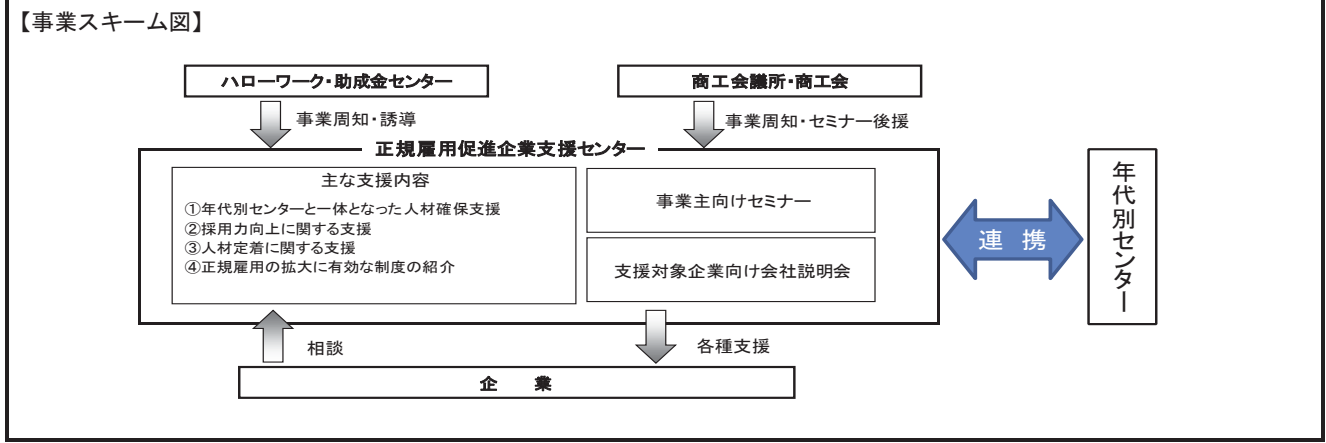 【事業スキーム図】
ハローワーク・助成金センター
商工会議所・商工会
事業周知・誘導
事業周知・セミナー後援
正規雇用促進企業支援センター
主な支援内容
①年代別センターと一体となった人材確保支援
②採用力向上に関する支援
③人材定着に関する支援
④正規雇用の拡大に有効な制度の紹介
事業主向けセミナー
支援対象企業向け会社説明会
連携
年代別センター
相談
各種支援
企　業